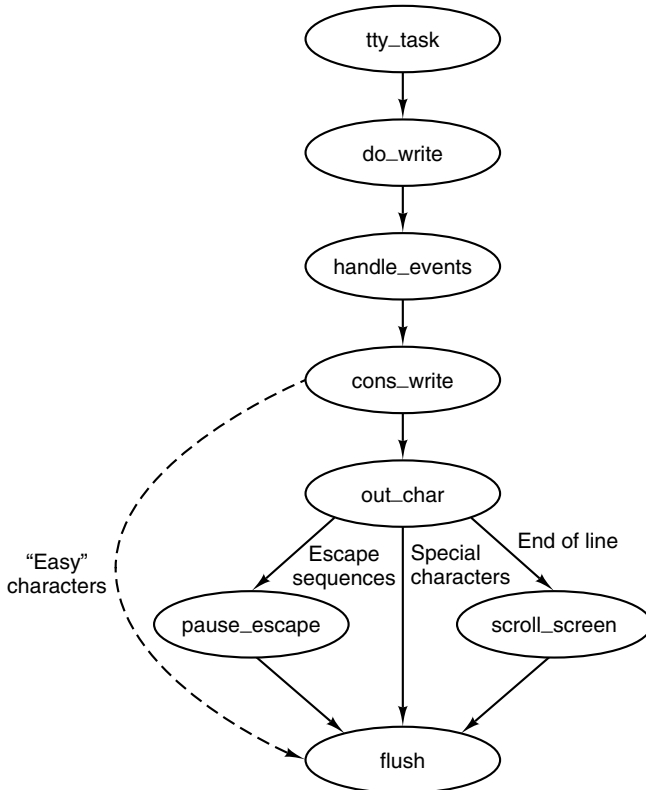 tty_task
do_write
handle_events
cons_write
out_char
“Easy”
characters
Escape
sequences
Special
characters
End of line
pause_escape
scroll_screen
flush